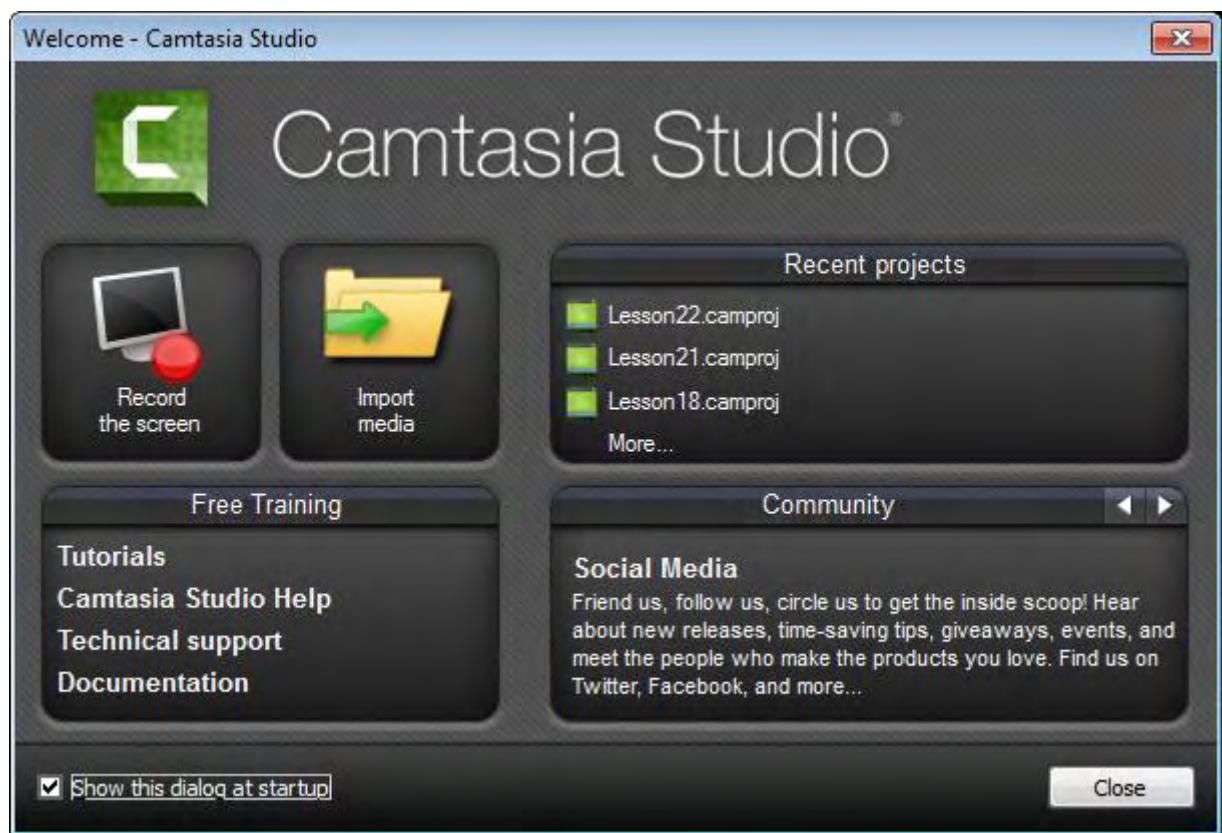 Welcome - Camtasia Studio
Camtasia Studio®
Record
the screen
Import
media
Recent projects
Lesson22.camproj
Lesson21.camproj
Lesson18.camproj
More...
Free Training
Tutorials
Camtasia Studio Help
Technical support
Documentation
Community
Social Media
Friend us, follow us, circle us to get the inside scoop! Hear
about new releases, time-saving tips, giveaways, events, and
meet the people who make the products you love. Find us on
Twitter, Facebook, and more...
Show this dialog at startup
Close